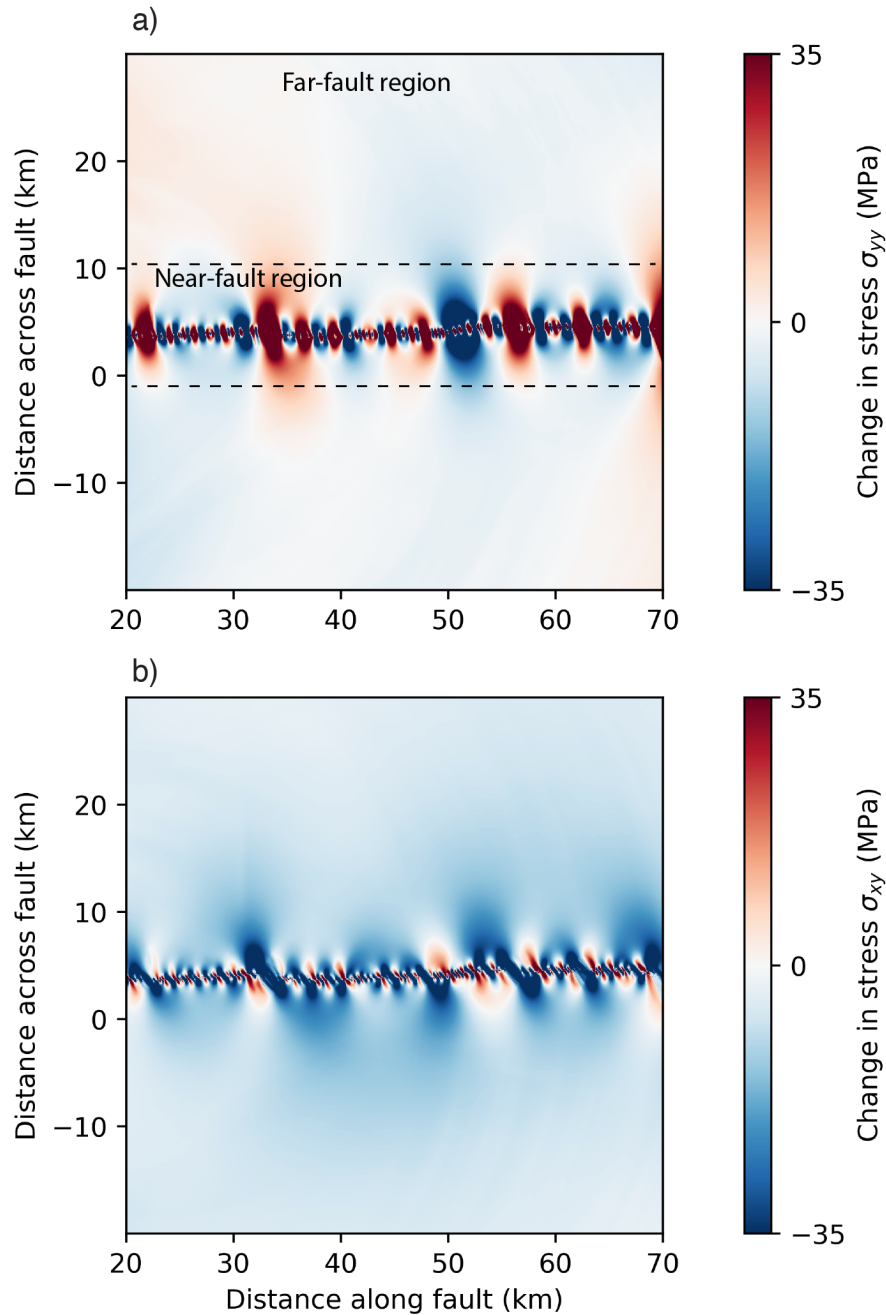 a)
Far-fault region
Near-fault region
Distance across fault (km)
20
10
0
−10
20
30
40
50
60
70
35
0
−35
Change in stress σyy (MPa)
b)
Distance across fault (km)
20
10
0
−10
20
30
40
50
60
70
Distance along fault (km)
35
0
−35
Change in stress σxy (MPa)